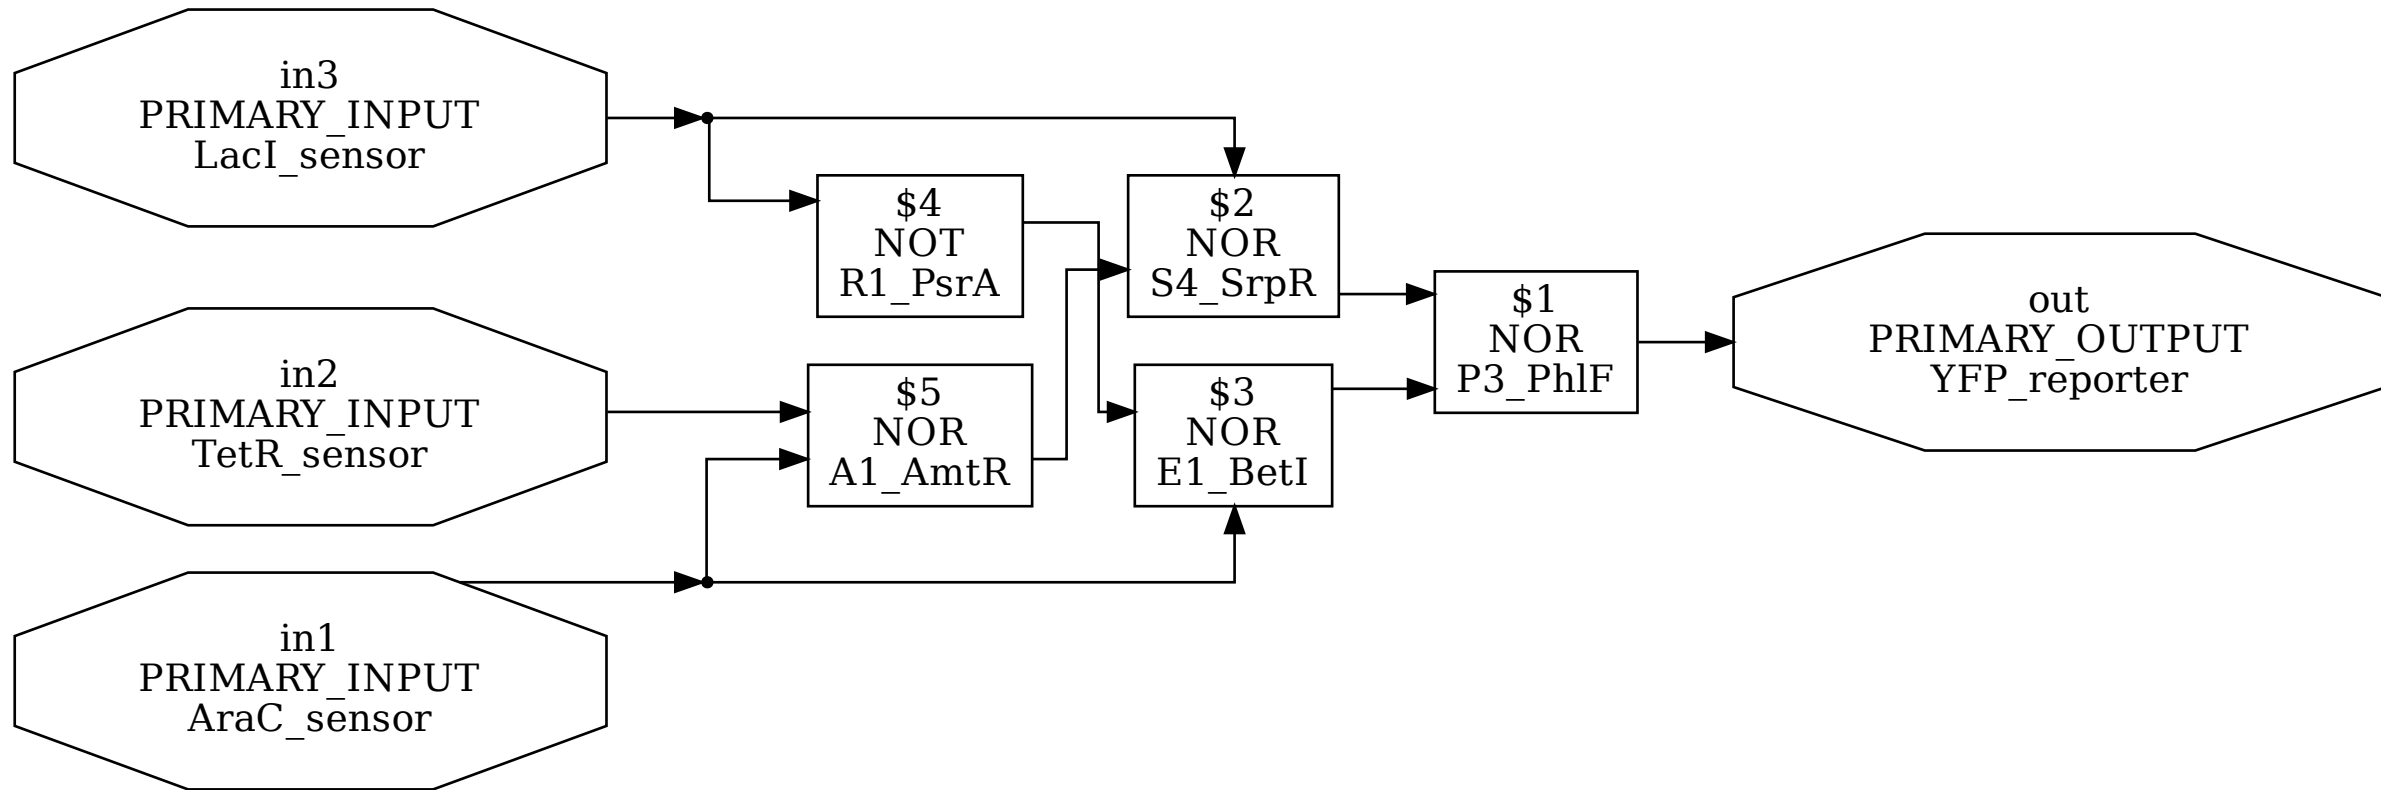 in3
PRIMARY_INPUT
LacI_sensor
$4
NOT
R1_PsrA
$2
NOR
S4_SrpR
in2
PRIMARY_INPUT
TetR_sensor
$5
NOR
A1_AmtR
$3
NOR
E1_BetI
$1
NOR
P3_PhlF
out
PRIMARY_OUTPUT
YFP_reporter
in1
PRIMARY_INPUT
AraC_sensor